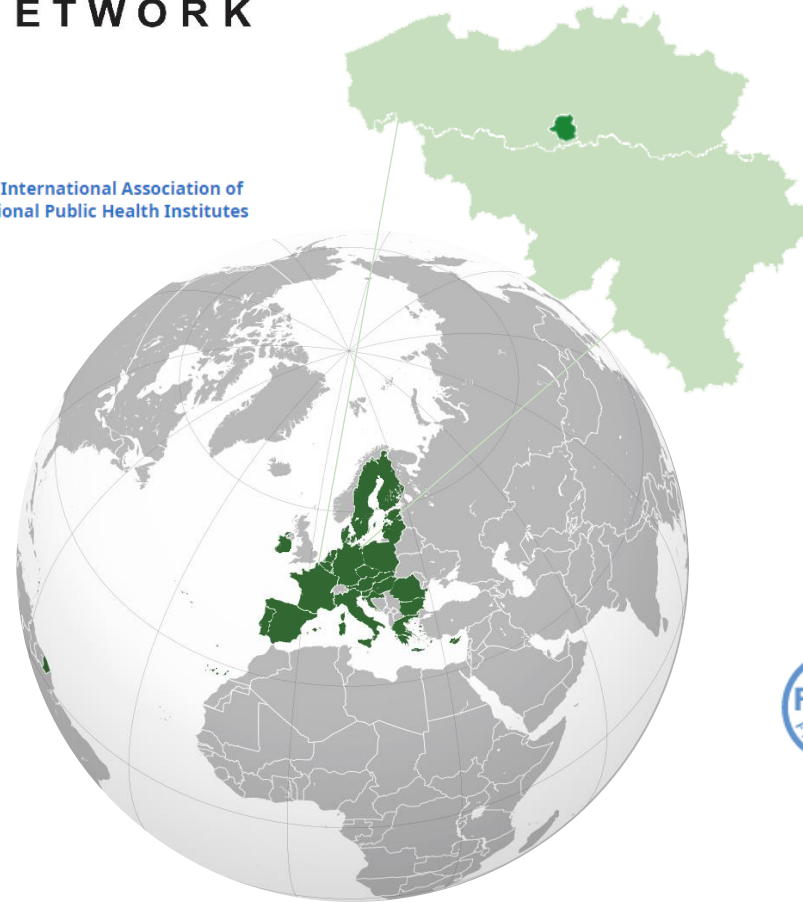 ETWORK
International Association of
ional Public Health Institutes